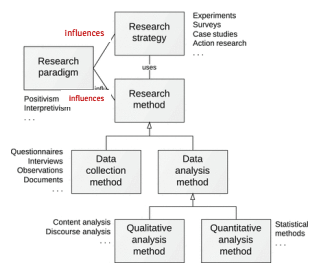 influences
Research
strategy
Experiments
Surveys
Case studies
Action research
. . .
Research
paradigm
uses
Positivism
Interpretivism
. . .
influences
Research
method
Questionnaires
Interviews
Observations
Documents
. . .
Data
collection
method
Data
analysis
method
Content analysis
Discourse analysis
. . .
Qualitative
analysis
method
Quantitative
analysis
method
Statistical
methods
. . .